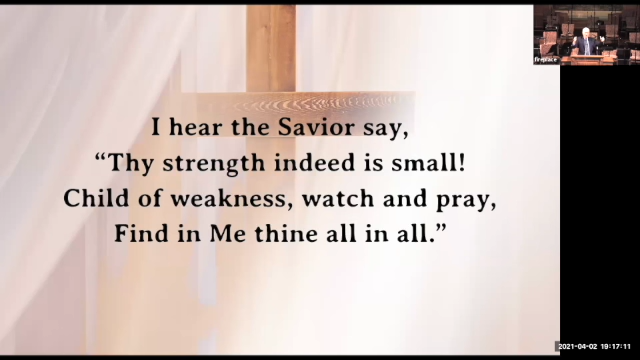 fireplace
I hear the Savior say,
“Thy strength indeed is small!
Child of weakness, watch and pray,
Find in Me thine all in all.”
2021-04-02 19:17:11